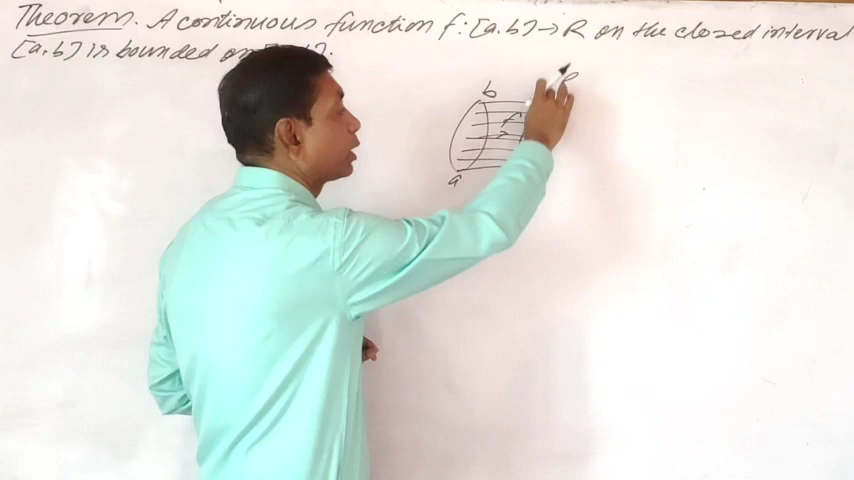 Theorem. A continuous function f: [a,b] → R on the closed interval
[a,b] is bounded on
b
f
a